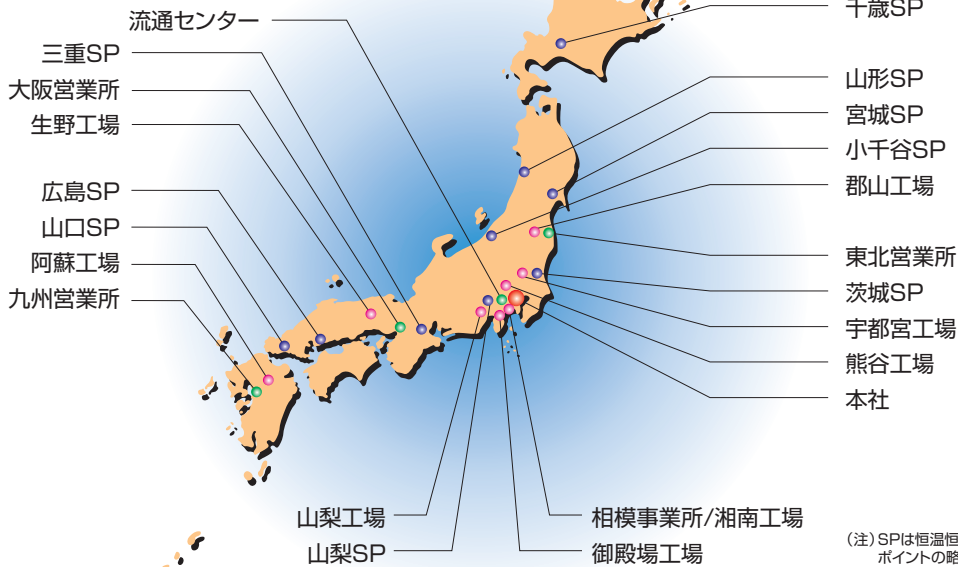 流通センター
三重SP
大阪営業所
生野工場
広島SP
山口SP
阿蘇工場
九州営業所
千歳SP
山形SP
宮城SP
小千谷SP
郡山工場
東北営業所
茨城SP
宇都宮工場
熊谷工場
本社
山梨工場
山梨SP
相模事業所/湘南工場
御殿場工場
(注)SPは恒温恒
ポイントの略